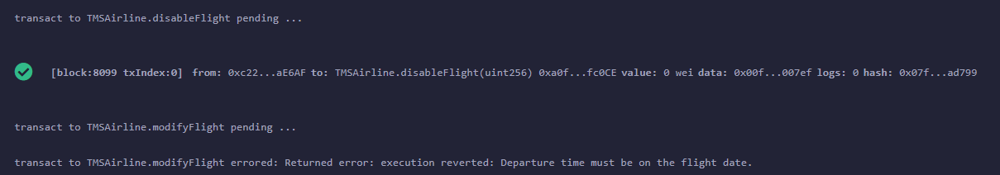 transact to TMSAirline.disableFlight pending ...
[block:8099 txIndex:0] from: 0xc22...aE6AF to: TMSAirline.disableFlight(uint256) 0xa0f...fc0CE value: 0 wei data: 0x00f...007ef logs: 0 hash: 0x07f...ad799
transact to TMSAirline.modifyFlight pending ...
transact to TMSAirline.modifyFlight errored: Returned error: execution reverted: Departure time must be on the flight date.